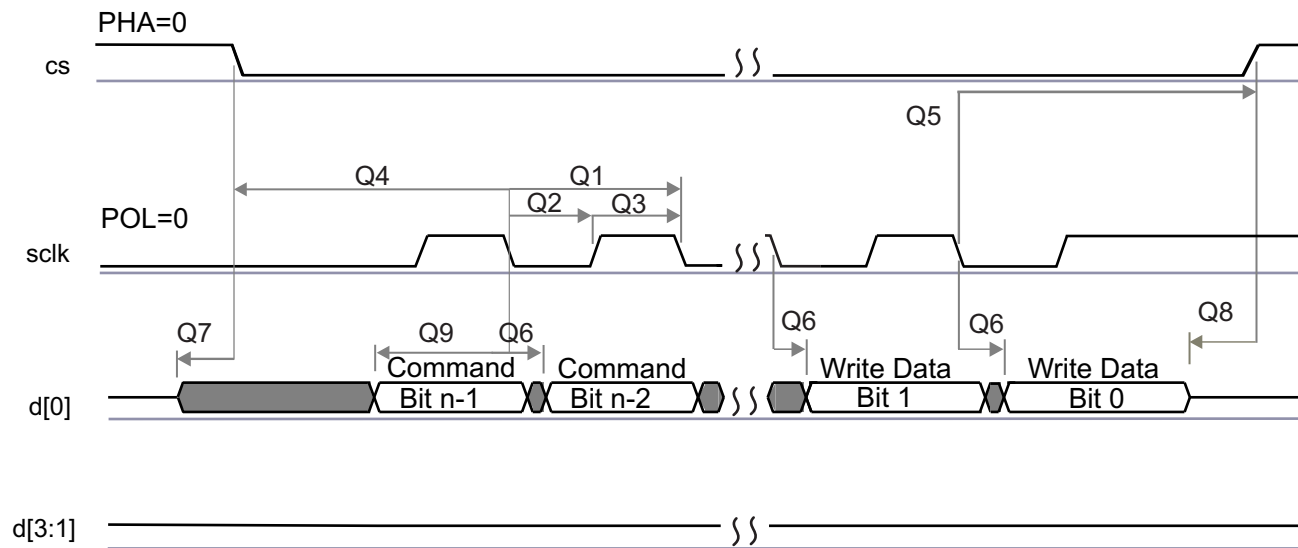 PHA=0
cs
Q5
Q4 Q1
Q2 Q3
POL=0
sclk
Q7 Q9 Q6 Q6 Q6 Q8
Command Command Write Data Write Data
d[0] Bit n-1 Bit n-2 Bit 1 Bit 0
d[3:1]